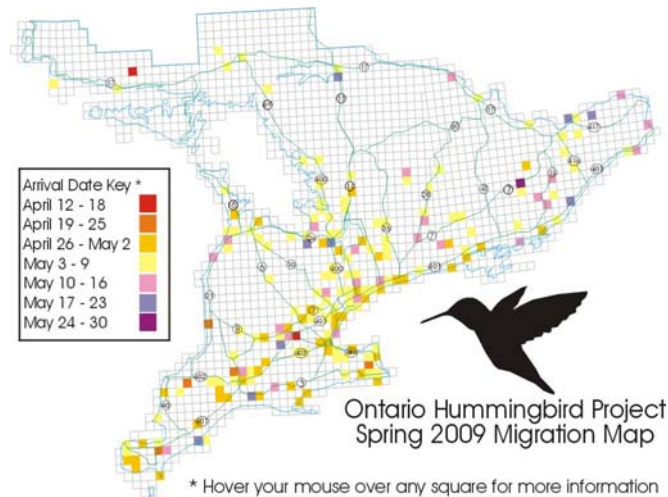 Arrival Date Key *
April 12 - 18
April 19 - 25
April 26 - May 2
May 3 - 9
May 10 - 16
May 17 - 23
May 24 - 30
Ontario Hummingbird Project
Spring 2009 Migration Map
* Hover your mouse over any square for more information